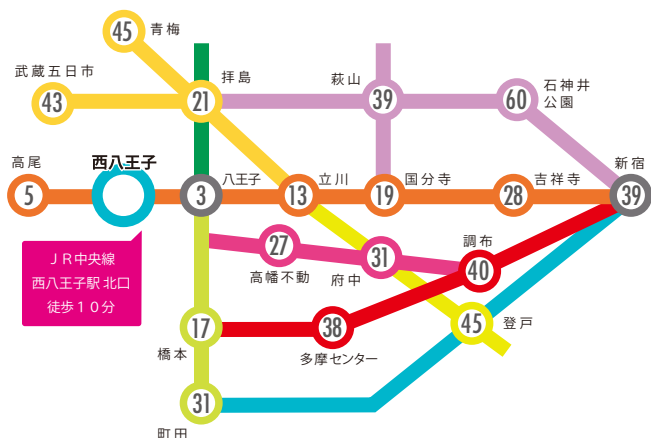 45
青梅
武蔵五日市
43
拝島
21
萩山
39
60
石神井
公園
高尾
5
西八王子
3
八王子
13
立川
19
国分寺
28
吉祥寺
新宿
39
JR中央線
西八王子駅 北口
徒歩10分
27
高幡不動
31
府中
調布
40
17
橋本
38
多摩センター
45
登戸
31
町田